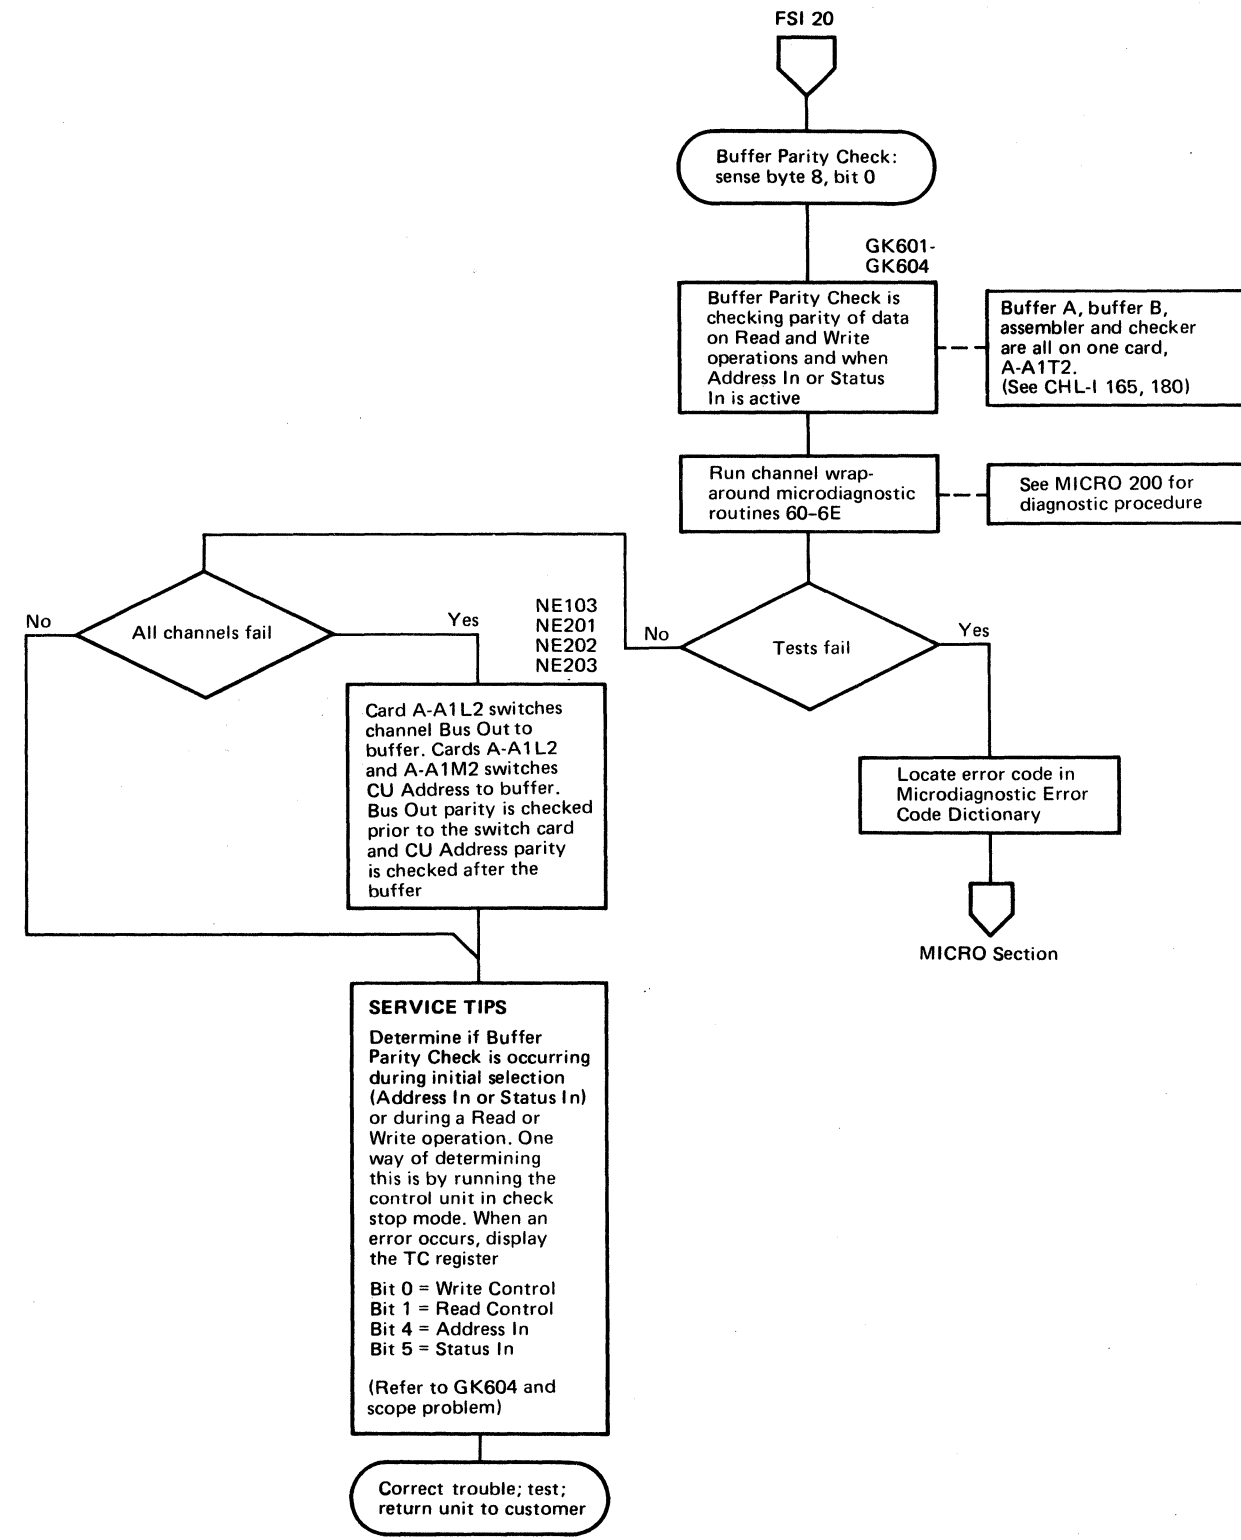 FSI 20
Buffer Parity Check:
sense byte 8, bit 0
GK601-
GK604
Buffer Parity Check is
checking parity of data
on Read and Write
operations and when
Address In or Status
In is active
Buffer A, buffer B,
assembler and checker
are all on one card,
A-A1T2.
(See CHL-I 165, 180)
Run channel wrap-
around microdiagnostic
routines 60-6E
See MICRO 200 for
diagnostic procedure
Tests fail
No
Yes
All channels fail
No
Yes
NE103
NE201
NE202
NE203
Card A-A1L2 switches
channel Bus Out to
buffer. Cards A-A1L2
and A-A1M2 switches
CU Address to buffer.
Bus Out parity is checked
prior to the switch card
and CU Address parity
is checked after the
buffer
Locate error code in
Microdiagnostic Error
Code Dictionary
MICRO Section
SERVICE TIPS
Determine if Buffer
Parity Check is occurring
during initial selection
(Address In or Status In)
or during a Read or
Write operation. One
way of determining
this is by running the
control unit in check
stop mode. When an
error occurs, display
the TC register
Bit 0 = Write Control
Bit 1 = Read Control
Bit 4 = Address In
Bit 5 = Status In
(Refer to GK604 and
scope problem)
Correct trouble; test;
return unit to customer